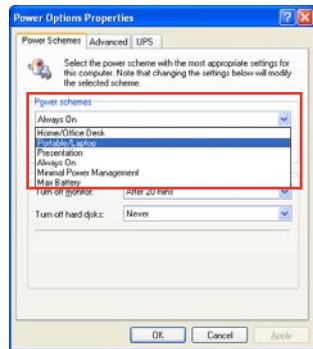 Power Options Properties
Power Schemes Advanced UPS
Select the power scheme with the most appropriate settings for
this computer. Note that changing the settings below will modify
the selected scheme.
Power schemes
Always On
Home/Office Desk
Portable/Laptop
Presentation
Always On
Minimal Power Management
Max Battery
Turn off monitor: After 20 mins
Turn off hard disks: Never
OK Cancel Apply